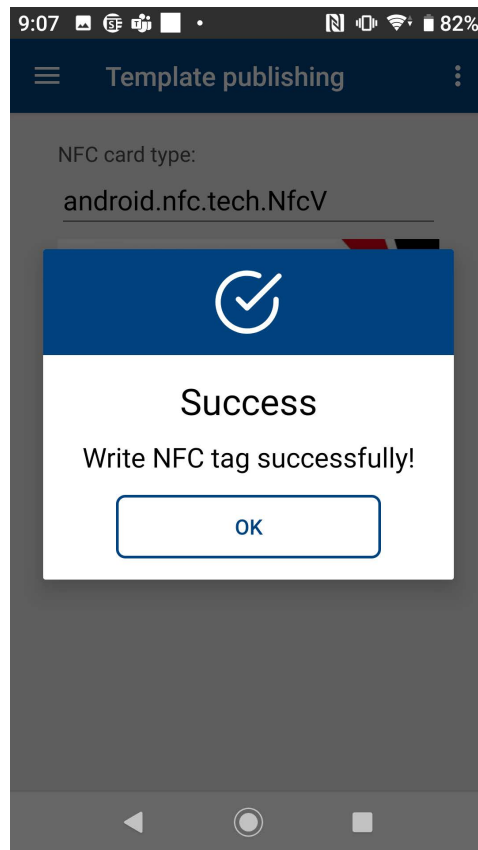 9:07
82%
Template publishing
NFC card type:
android.nfc.tech.NfcV
Success
Write NFC tag successfully!
OK